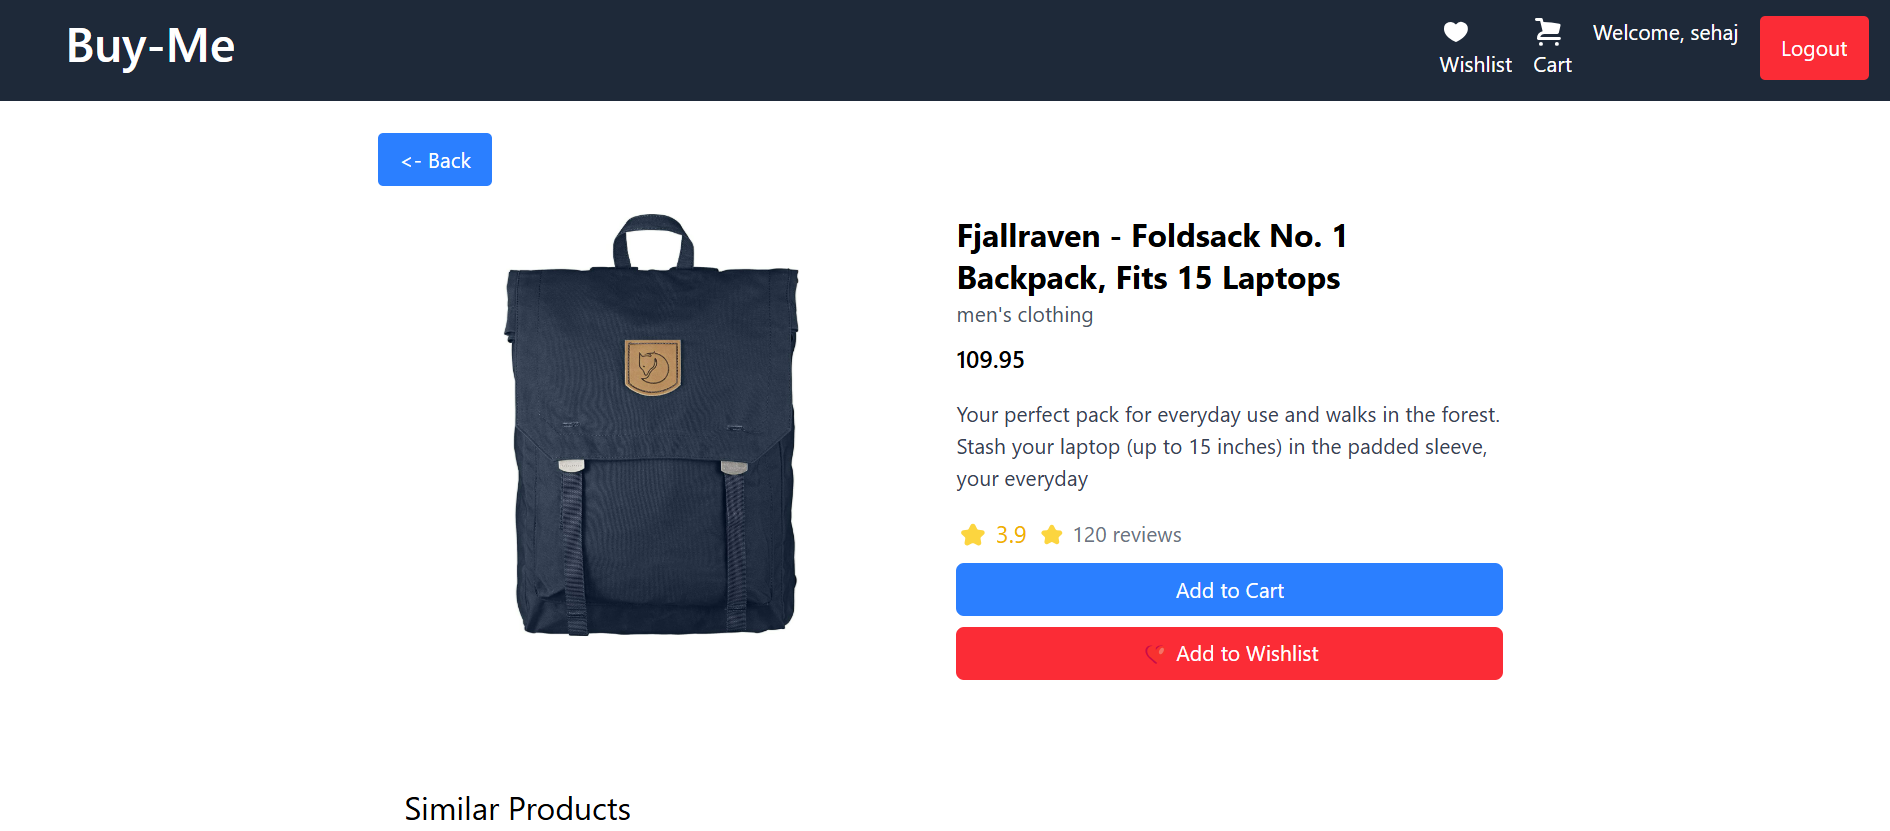 Buy-Me
Wishlist
Cart
Welcome, sehaj
Logout
<- Back
Fjallraven - Foldsack No. 1
Backpack, Fits 15 Laptops
men's clothing
109.95
Your perfect pack for everyday use and walks in the forest.
Stash your laptop (up to 15 inches) in the padded sleeve,
your everyday
3.9
120 reviews
Add to Cart
Add to Wishlist
Similar Products